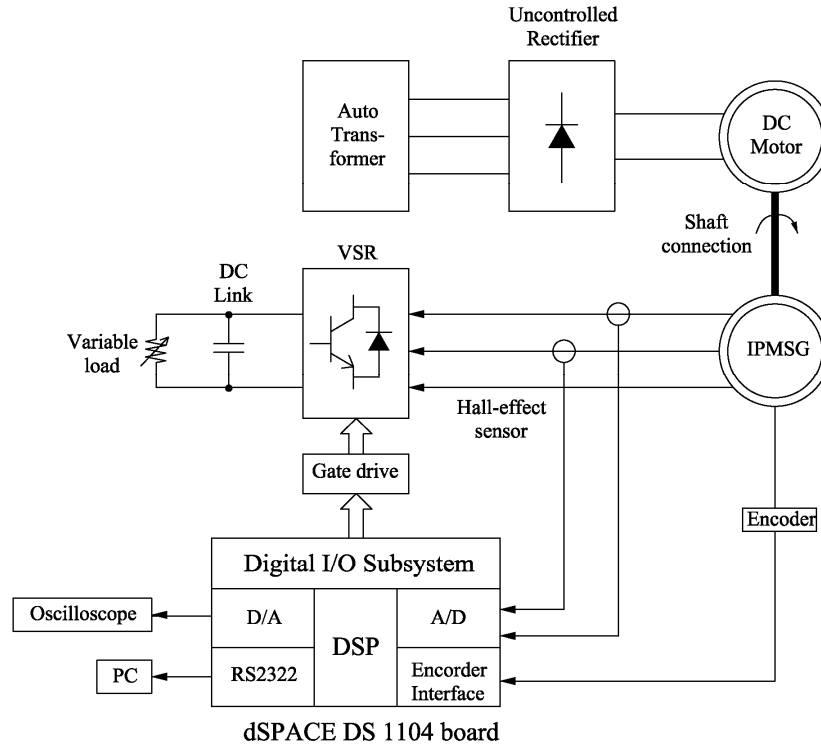 Uncontrolled
Rectifier
Auto
Trans-
former
DC
Motor
Shaft
connection
VSR
DC
Link
Variable
load
IPMSG
Hall-effect
sensor
Gate drive
Encoder
Digital I/O Subsystem
Oscilloscope
D/A
A/D
DSP
PC
RS2322
Encorder
Interface
dSPACE DS 1104 board